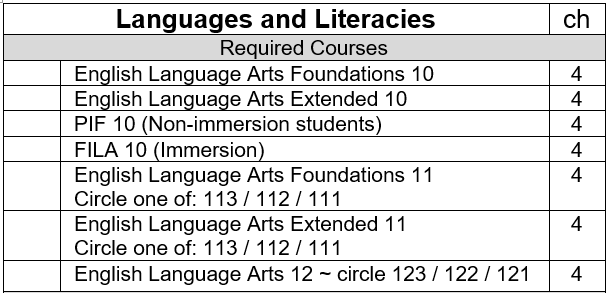 Languages and Literacies ch
Required Courses
English Language Arts Foundations 10 4
English Language Arts Extended 10 4
PIF 10 (Non-immersion students) 4
FILA 10 (Immersion) 4
English Language Arts Foundations 11 4
Circle one of: 113 / 112 / 111
English Language Arts Extended 11 4
Circle one of: 113 / 112 / 111
English Language Arts 12 ~ circle 123 / 122 / 121 4